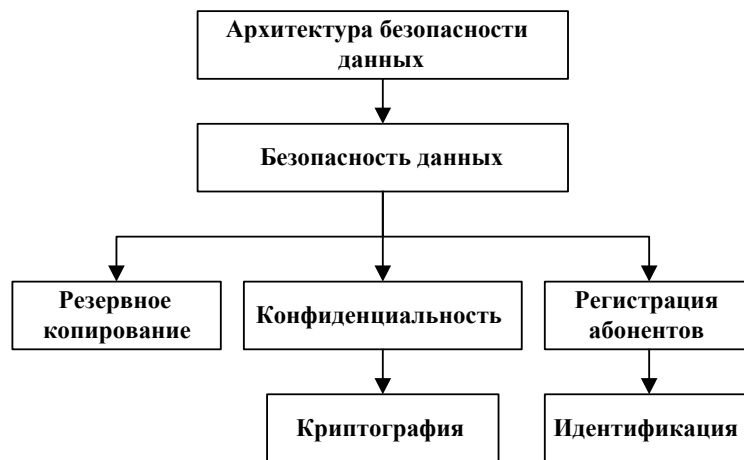 Архитектура безопасности
данных
Безопасность данных
Резервное
копирование
Конфиденциальность
Регистрация
абонентов
Криптография
Идентификация